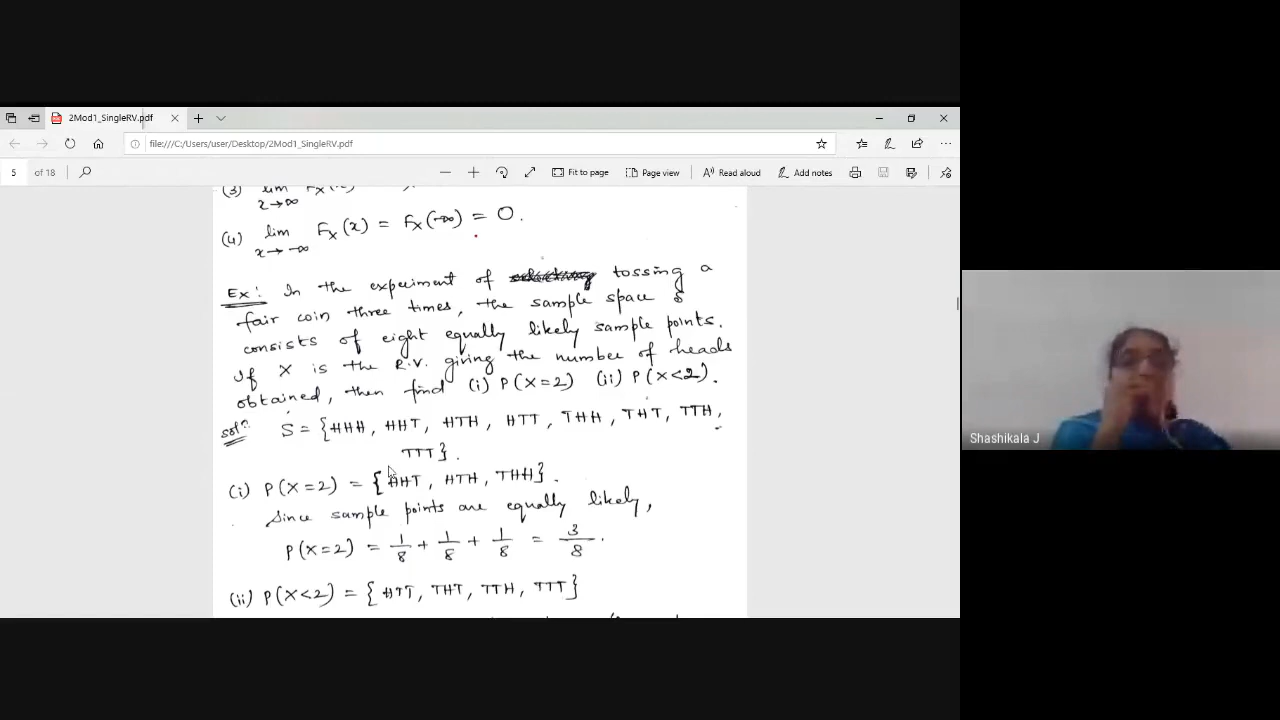 2Mod1_SingleRV.pdf
file:///C:/Users/user/Desktop/2Mod1_SingleRV.pdf
5 of 18 Fit to page Page view Read aloud Add notes
(3) lim x→∞
(4) lim x→-∞ Fx(x) = Fx(-∞) = 0.
Ex: In the experiment of tossing a
fair coin three times, the sample space S
consists of eight equally likely sample points.
If X is the R.V. giving the number of heads
obtained, then find (i) P(X=2) (ii) P(X<2).
Sol? S = {HHH, HHT, HTH, HTT, THH, THT, TTH,
TTT}.
(i) P(X=2) = {HHT, HTH, THH}.
Since sample points are equally likely,
P(X=2) = 1/8 + 1/8 + 1/8 = 3/8.
(ii) P(X<2) = {HTT, THT, TTH, TTT}
Shashikala J